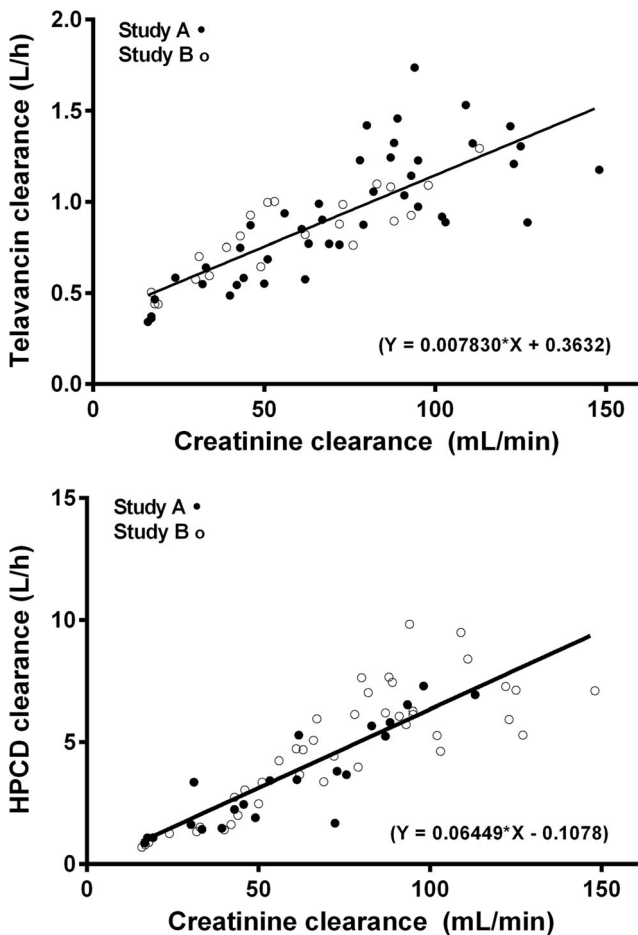 Study A ●
Study B o
2.0
1.5
1.0
0.5
0.0
Telavancin clearance (L/h)
(Y = 0.007830*X + 0.3632)
0 50 100 150
Creatinine clearance (mL/min)
Study A •
Study B o
15
10
5
0
HPCD clearance (L/h)
(Y = 0.06449*X - 0.1078)
0 50 100 150
Creatinine clearance (mL/min)